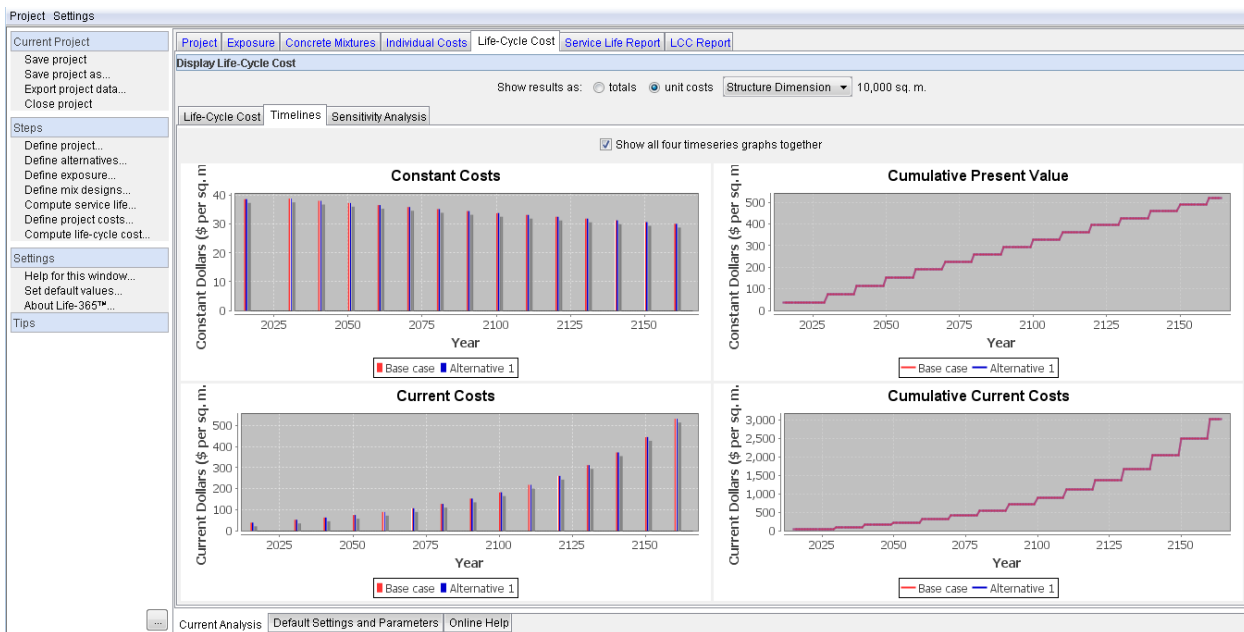 Project Settings
Current Project
Save project
Save project as...
Export project data...
Close project
Steps
Define project...
Define alternatives...
Define exposure...
Define mix designs...
Compute service life...
Define project costs...
Compute life-cycle cost...
Settings
Help for this window...
Set default values...
About Life-365™...
Tips
...
Project Exposure Concrete Mixtures Individual Costs Life-Cycle Cost Service Life Report LCC Report
Display Life-Cycle Cost
Show results as: totals unit costs Structure Dimension 10,000 sq. m.
Life-Cycle Cost Timelines Sensitivity Analysis
Show all four timeseries graphs together
Constant Costs
Constant Dollars ($ per sq. m.
40
30
20
10
0
2025 2050 2075 2100 2125 2150
Year
Base case Alternative 1
Cumulative Present Value
Constant Dollars ($ per sq. m.
500
400
300
200
100
0
2025 2050 2075 2100 2125 2150
Year
Base case Alternative 1
Current Costs
Current Dollars ($ per sq. m.
500
400
300
200
100
0
2025 2050 2075 2100 2125 2150
Year
Base case Alternative 1
Cumulative Current Costs
Current Dollars ($ per sq. m.
3,000
2,500
2,000
1,500
1,000
500
0
2025 2050 2075 2100 2125 2150
Year
Base case Alternative 1
Current Analysis Default Settings and Parameters Online Help